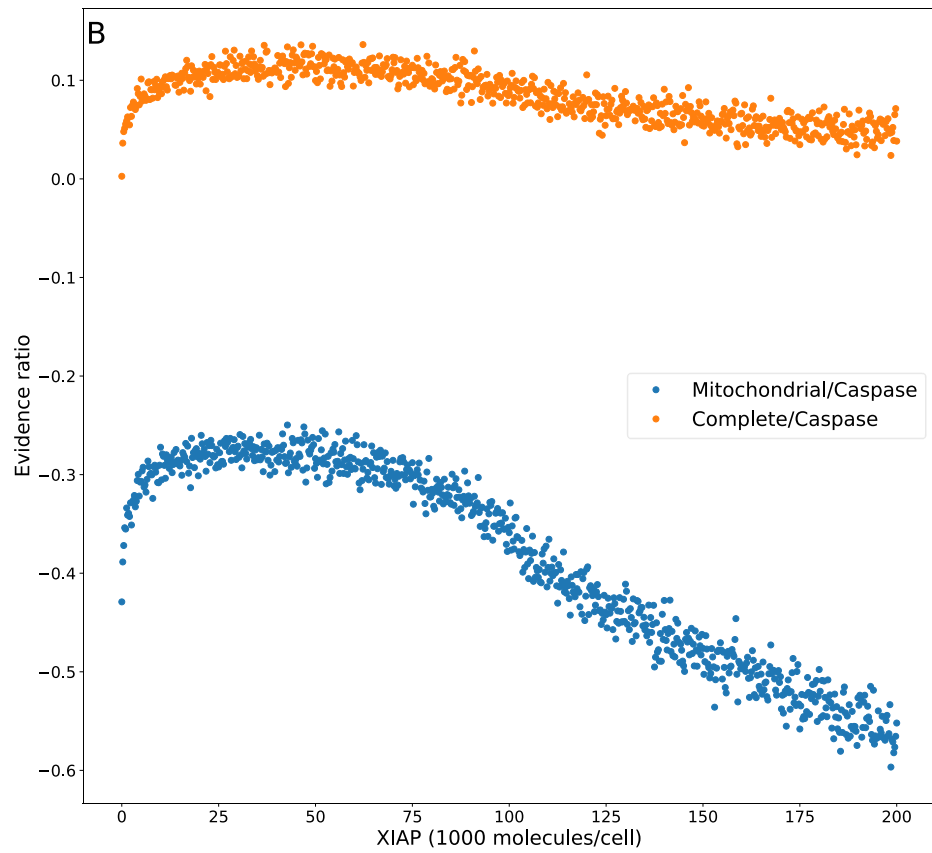 B
Evidence ratio
0.1
0.0
−0.1
−0.2
−0.3
−0.4
−0.5
−0.6
Mitochondrial/Caspase
Complete/Caspase
0 25 50 75 100 125 150 175 200
XIAP (1000 molecules/cell)